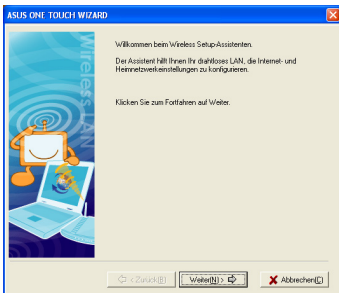 ASUS ONE TOUCH WIZARD
Wireless LAN
Willkommen beim Wireless Setup-Assistenten.
Der Assistent hilft Ihnen Ihr drahtloses LAN, die Internet- und
Heimnetzwerkeinstellungen zu konfigurieren.
Klicken Sie zum Fortfahren auf Weiter.
< Zurück(B)
Weiter(N) >
Abbrechen(C)